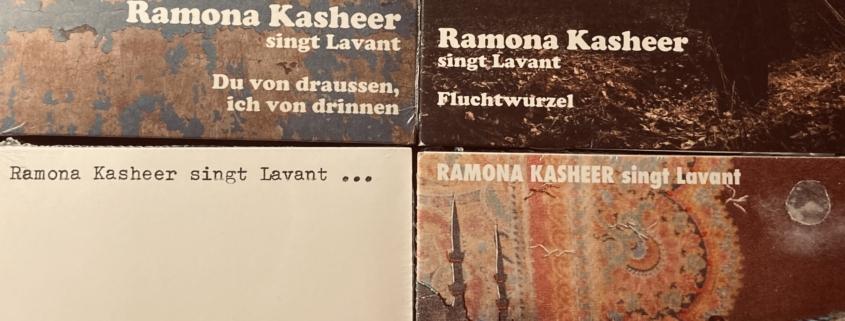 Ramona Kasheer
singt Lavant
Du von draussen,
ich von drinnen
Ramona Kasheer
singt Lavant
Fluchtwurzel
Ramona Kasheer singt Lavant ...
RAMONA KASHEER singt Lavant